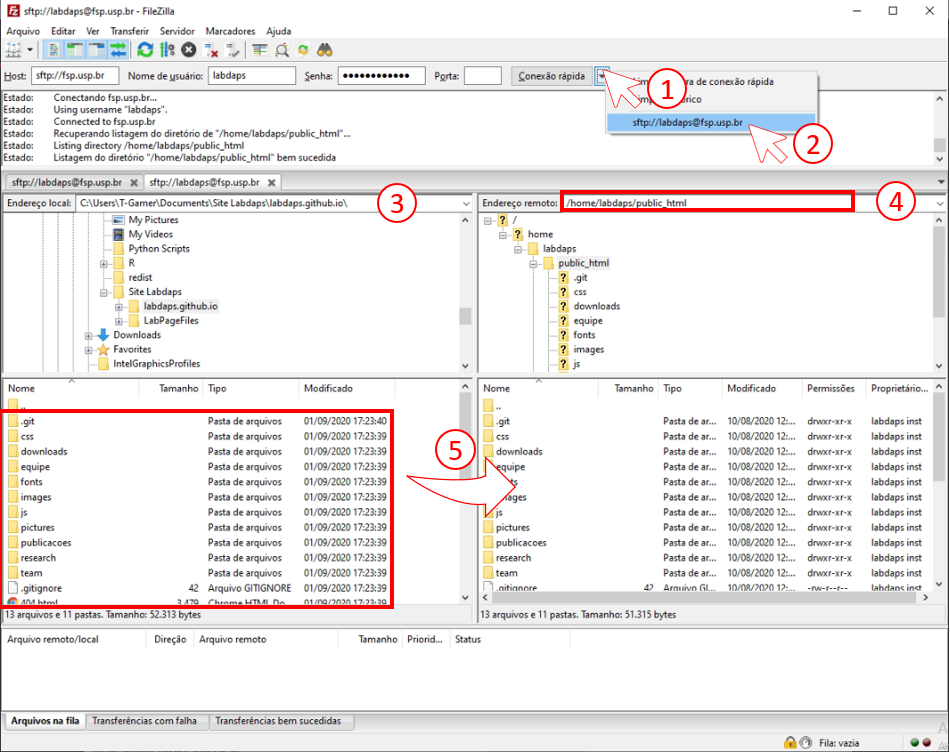 sftp://labdaps@fsp.usp.br - FileZilla
Arquivo Editar Ver Transferir Servidor Marcadores Ajuda
Host: sftp://fsp.usp.br Nome de usuário: labdaps Senha: ●●●●●●●●●●●● Porta: Conexão rápida
de conexão rápida
1
sftp://labdaps@fsp.usp.br
2
Estado: Conectando fsp.usp.br...
Estado: Using username "labdaps".
Estado: Connected to fsp.usp.br
Estado: Recuperando listagem do diretório de "/home/labdaps/public_html"...
Estado: Listing directory /home/labdaps/public_html
Estado: Listagem do diretório "/home/labdaps/public_html" bem sucedida
sftp://labdaps@fsp.usp.br sftp://labdaps@fsp.usp.br
Endereço local: C:\Users\T-Gamer\Documents\Site Labdaps\labdaps.github.io\
3
My Pictures
My Videos
Python Scripts
R
redist
Site Labdaps
labdaps.github.io
LabPageFiles
Downloads
Favorites
IntelGraphicsProfiles
Endereço remoto: /home/labdaps/public_html
4
/
home
labdaps
public_html
.git
css
downloads
equipe
fonts
images
js
Nome Tamanho Tipo Modificado
..
.git Pasta de arquivos 01/09/2020 17:23:40
css Pasta de arquivos 01/09/2020 17:23:39
downloads Pasta de arquivos 01/09/2020 17:23:39
equipe Pasta de arquivos 01/09/2020 17:23:39
fonts Pasta de arquivos 01/09/2020 17:23:39
images Pasta de arquivos 01/09/2020 17:23:39
js Pasta de arquivos 01/09/2020 17:23:39
pictures Pasta de arquivos 01/09/2020 17:23:39
publicacoes Pasta de arquivos 01/09/2020 17:23:39
research Pasta de arquivos 01/09/2020 17:23:39
team Pasta de arquivos 01/09/2020 17:23:39
.gitignore 42 Arquivo GITIGNORE 01/09/2020 17:23:39
404.html 3.479 Chrome HTML Do... 01/09/2020 17:23:39
13 arquivos e 11 pastas. Tamanho: 52.313 bytes
5
Nome Tamanho Tipo Modificado Permissões Proprietário...
..
.git Pasta de ar... 10/08/2020 12:... drwxr-xr-x labdaps inst
css Pasta de ar... 10/08/2020 12:... drwxr-xr-x labdaps inst
downloads Pasta de ar... 10/08/2020 12:... drwxr-xr-x labdaps inst
equipe Pasta de ar... 10/08/2020 12:... drwxr-xr-x labdaps inst
Pasta de ar... 10/08/2020 12:... drwxr-xr-x labdaps inst
Pasta de ar... 10/08/2020 12:... drwxr-xr-x labdaps inst
js Pasta de ar... 10/08/2020 12:... drwxr-xr-x labdaps inst
pictures Pasta de ar... 10/08/2020 12:... drwxr-xr-x labdaps inst
publicacoes Pasta de ar... 10/08/2020 12:... drwxr-xr-x labdaps inst
research Pasta de ar... 10/08/2020 12:... drwxr-xr-x labdaps inst
team Pasta de ar... 10/08/2020 12:... drwxr-xr-x labdaps inst
.gitignore 42 Arquivo GI... 10/08/2020 12:... -rw-r--r-- labdaps inst
13 arquivos e 11 pastas. Tamanho: 51.315 bytes
Arquivo remoto/local Direção Arquivo remoto Tamanho Priorid... Status
Arquivos na fila Transferências com falha Transferências bem sucedidas
Fila: vazia